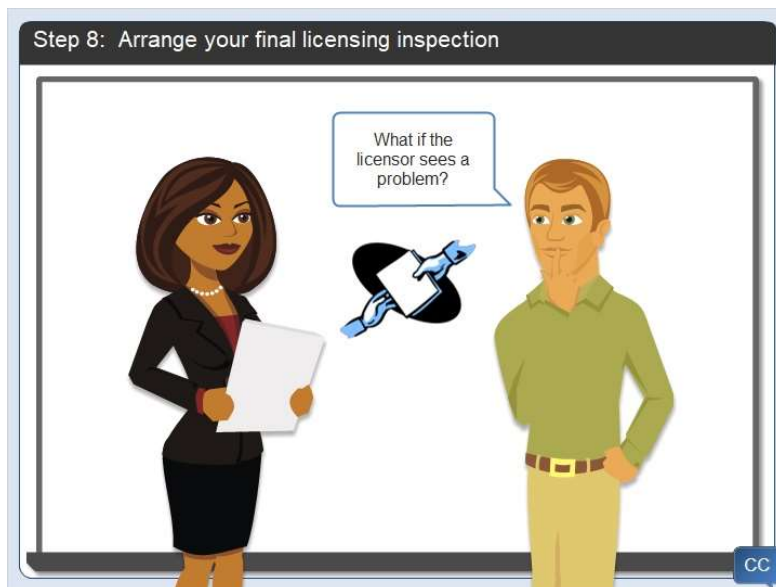 Step 8: Arrange your final licensing inspection
What if the
licensor sees a
problem?
CC